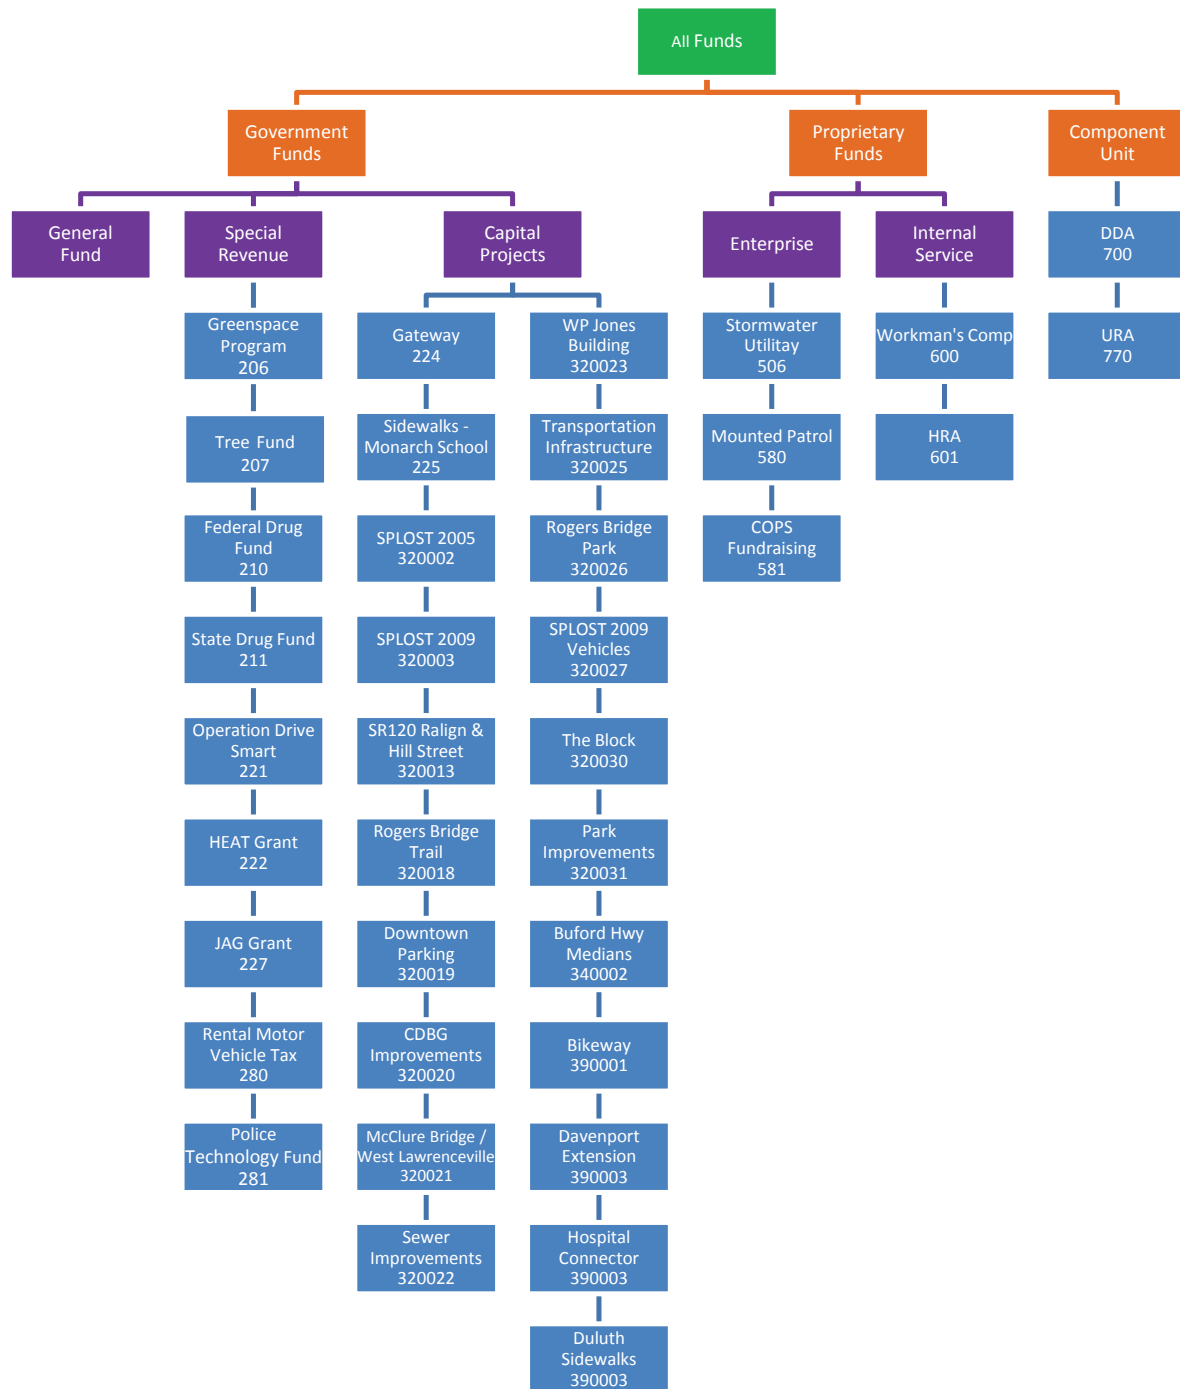 All Funds
Government
Funds
Proprietary
Funds
Component
Unit
General
Fund
Special
Revenue
Capital
Projects
Enterprise
Internal
Service
DDA
700
Greenspace
Program
206
Gateway
224
WP Jones
Building
320023
Stormwater
Utilitay
506
Workman's Comp
600
URA
770
Tree Fund
207
Sidewalks -
Monarch School
225
Transportation
Infrastructure
320025
Mounted Patrol
580
HRA
601
Federal Drug
Fund
210
SPLOST 2005
320002
Rogers Bridge
Park
320026
COPS
Fundraising
581
State Drug Fund
211
SPLOST 2009
320003
SPLOST 2009
Vehicles
320027
Operation Drive
Smart
221
SR120 Ralign &
Hill Street
320013
The Block
320030
HEAT Grant
222
Rogers Bridge
Trail
320018
Park
Improvements
320031
JAG Grant
227
Downtown
Parking
320019
Buford Hwy
Medians
340002
Rental Motor
Vehicle Tax
280
CDBG
Improvements
320020
Bikeway
390001
Police
Technology Fund
281
McClure Bridge /
West Lawrenceville
320021
Davenport
Extension
390003
Sewer
Improvements
320022
Hospital
Connector
390003
Duluth
Sidewalks
390003